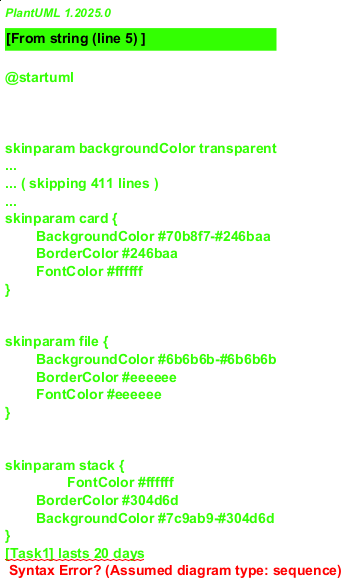 PlantUML 1.2025.0
[From string (line 5) ]
@startuml
skinparam backgroundColor transparent
...
... ( skipping 411 lines )
...
skinparam card {
BackgroundColor #70b8f7-#246baa
BorderColor #246baa
FontColor #ffffff
}
skinparam file {
BackgroundColor #6b6b6b-#6b6b6b
BorderColor #eeeeee
FontColor #eeeeee
}
skinparam stack {
FontColor #ffffff
BorderColor #304d6d
BackgroundColor #7c9ab9-#304d6d
}
[Task1] lasts 20 days
Syntax Error? (Assumed diagram type: sequence)